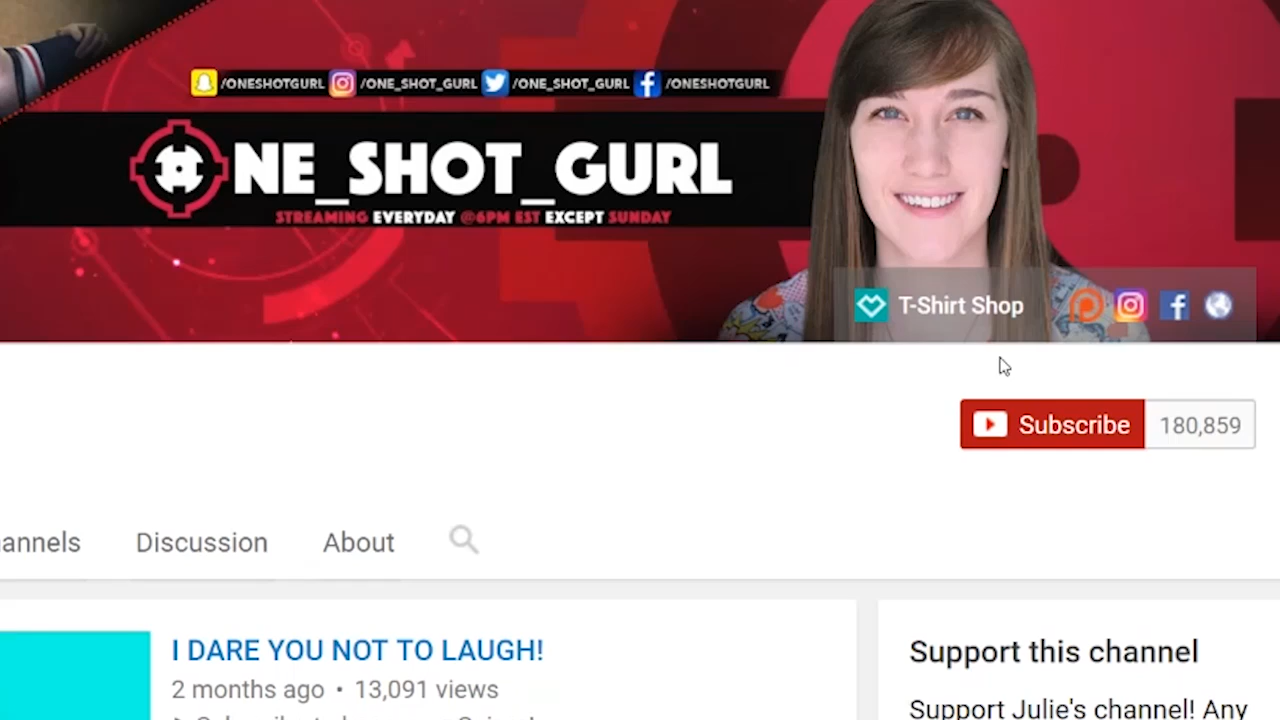 /ONESHOTGURL /ONE_SHOT_GURL /ONE_SHOT_GURL /ONESHOTGURL
ONE_SHOT_GURL
STREAMING EVERYDAY @6PM EST EXCEPT SUNDAY
T-Shirt Shop
Subscribe 180,859
annels Discussion About
I DARE YOU NOT TO LAUGH!
2 months ago • 13,091 views
Support this channel
Support Julie's channel! Any